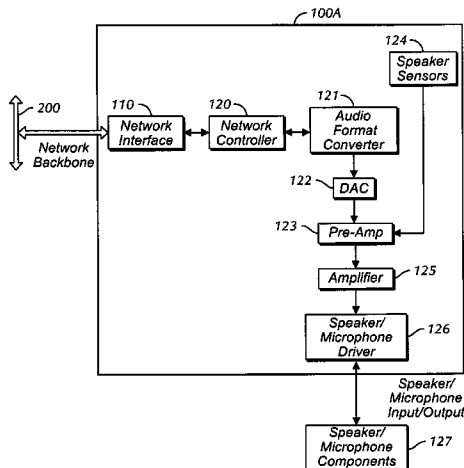 100A
124
Speaker
Sensors
200
110
Network
Interface
120
Network
Controller
121
Audio
Format
Converter
Network
Backbone
122
DAC
123
Pre-Amp
Amplifier
125
Speaker/
Microphone
Driver
126
Speaker/
Microphone
Input/Output
Speaker/
Microphone
Components
127